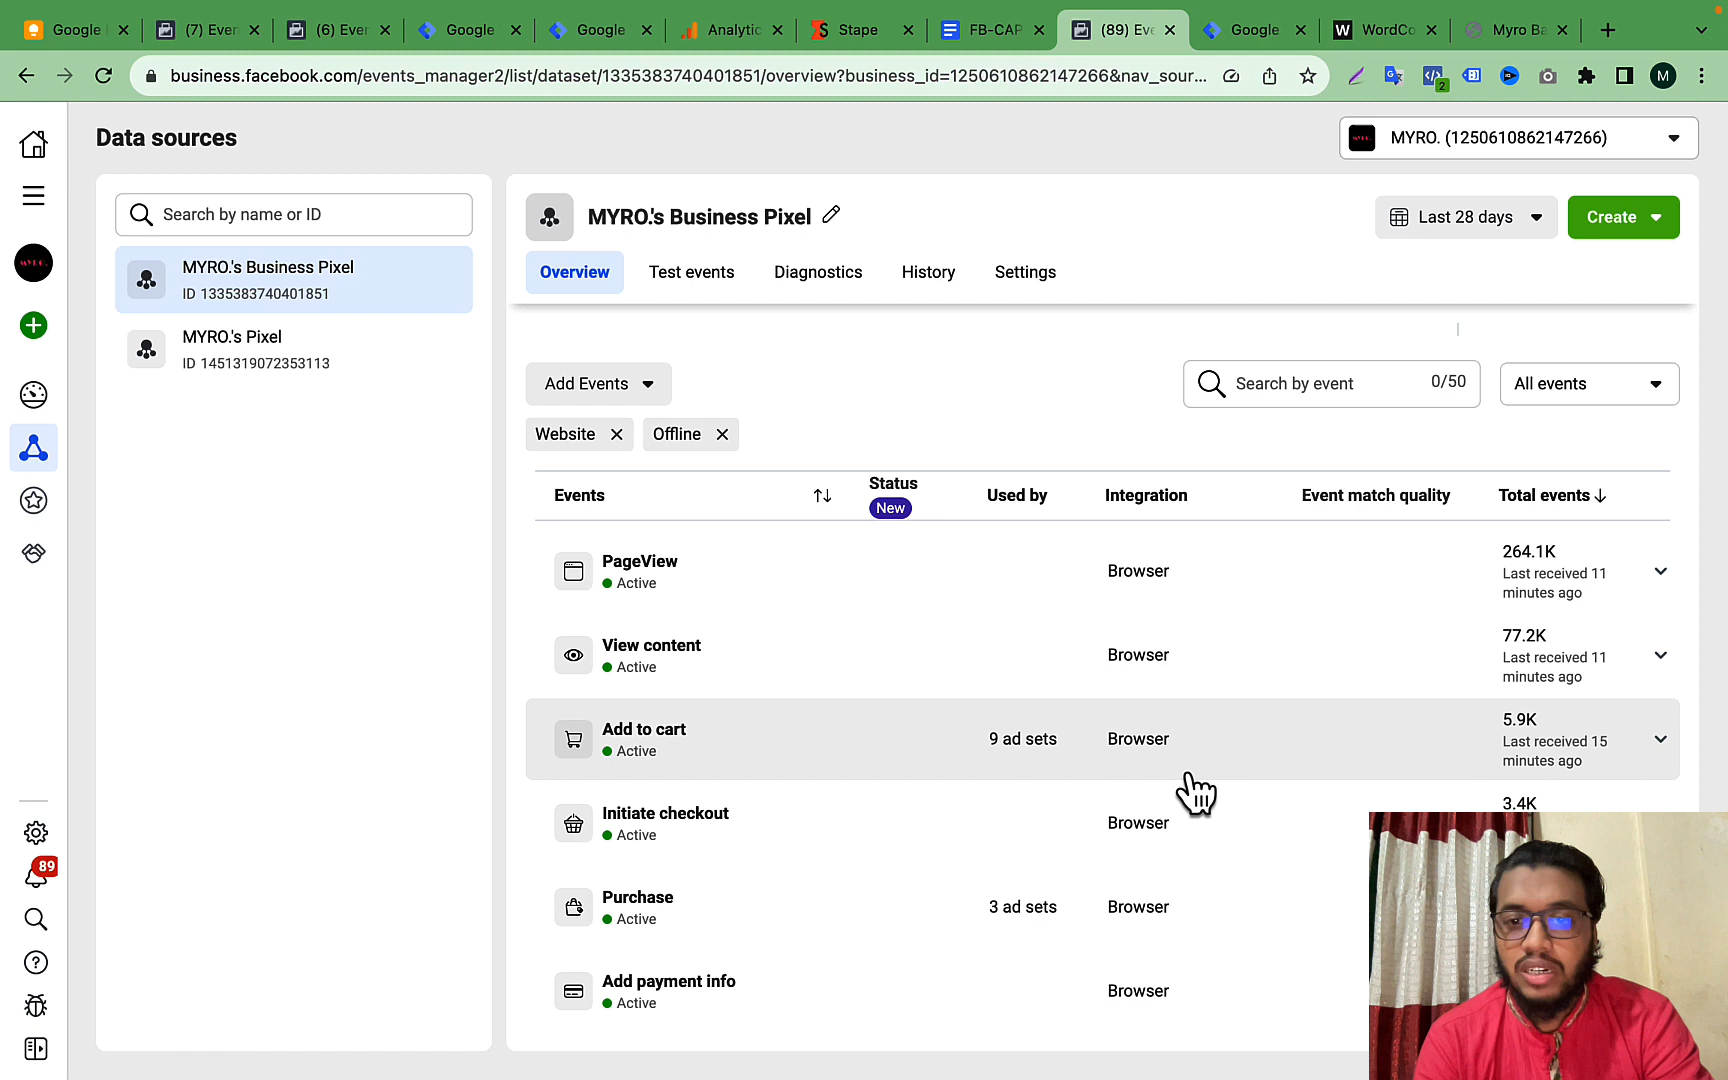 Google
(7) Ever
(6) Ever
Google
Google
Analytic
Stape
FB-CAP
(89) Eve
Google
WordCo
Myro Ba
business.facebook.com/events_manager2/list/dataset/1335383740401851/overview?business_id=1250610862147266&nav_sour...
2
M
Data sources
MYRO. (1250610862147266)
Search by name or ID
MYRO.'s Business Pixel
ID 1335383740401851
MYRO.'s Pixel
ID 1451319072353113
MYRO.
89
MYRO.'s Business Pixel
Last 28 days
Create
Overview
Test events
Diagnostics
History
Settings
Add Events
Search by event
0/50
All events
Website
Offline
Events
Status
New
Used by
Integration
Event match quality
Total events
PageView
Active
Browser
264.1K
Last received 11
minutes ago
View content
Active
Browser
77.2K
Last received 11
minutes ago
Add to cart
Active
9 ad sets
Browser
5.9K
Last received 15
minutes ago
Initiate checkout
Active
Browser
3.4K
Purchase
Active
3 ad sets
Browser
Add payment info
Active
Browser